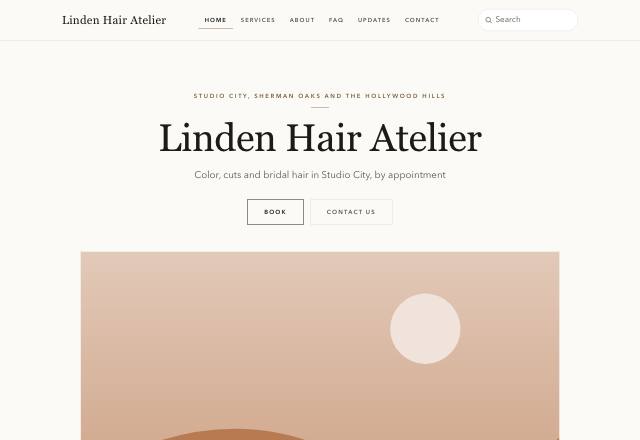 Linden Hair Atelier
HOME SERVICES ABOUT FAQ UPDATES CONTACT
Search
STUDIO CITY, SHERMAN OAKS AND THE HOLLYWOOD HILLS
Linden Hair Atelier
Color, cuts and bridal hair in Studio City, by appointment
BOOK
CONTACT US